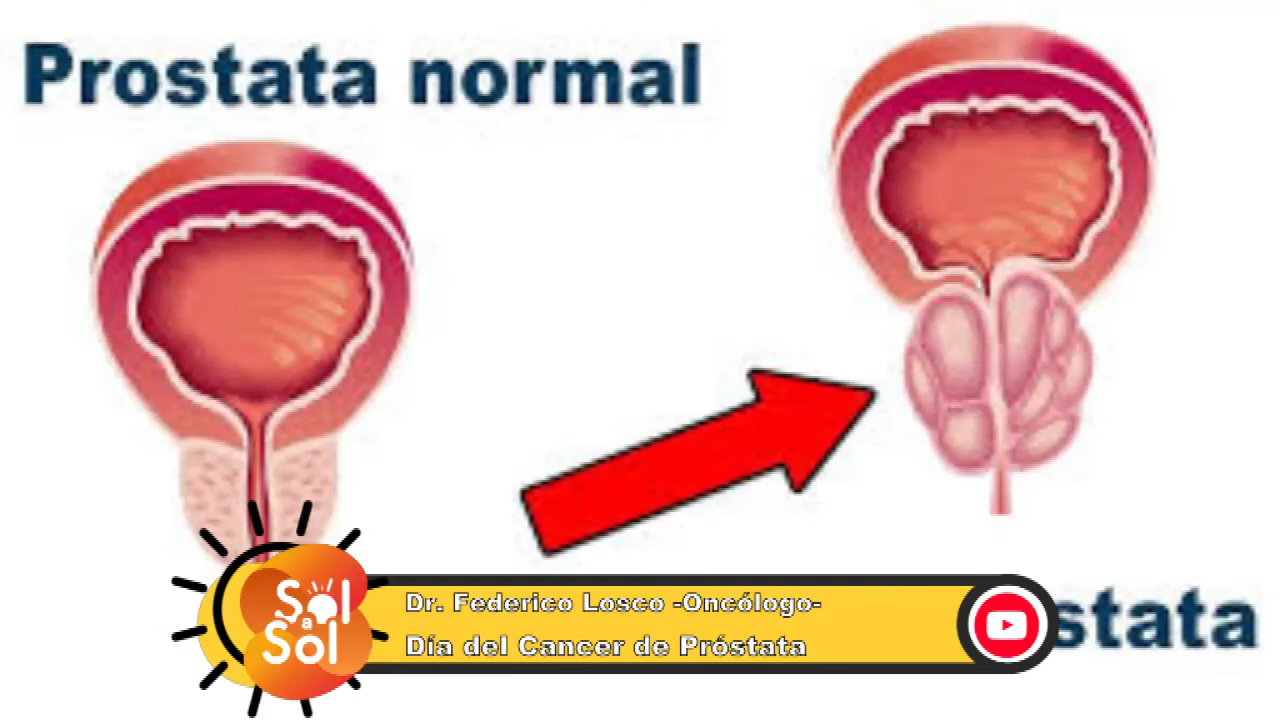 Prostata normal
Sol
a
Sol
Dr. Federico Losco -Oncólogo-
Día del Cancer de Próstata
stata